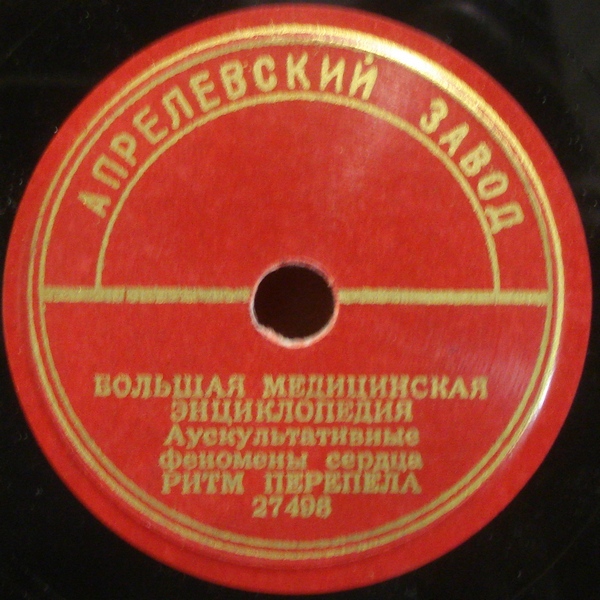 АПРЕЛЕВСКИЙ ЗАВОД
БОЛЬШАЯ МЕДИЦИНСКАЯ
ЭНЦИКЛОПЕДИЯ
Аускультативные
феномены сердца
РИТМ ПЕРЕПЕЛА
27498